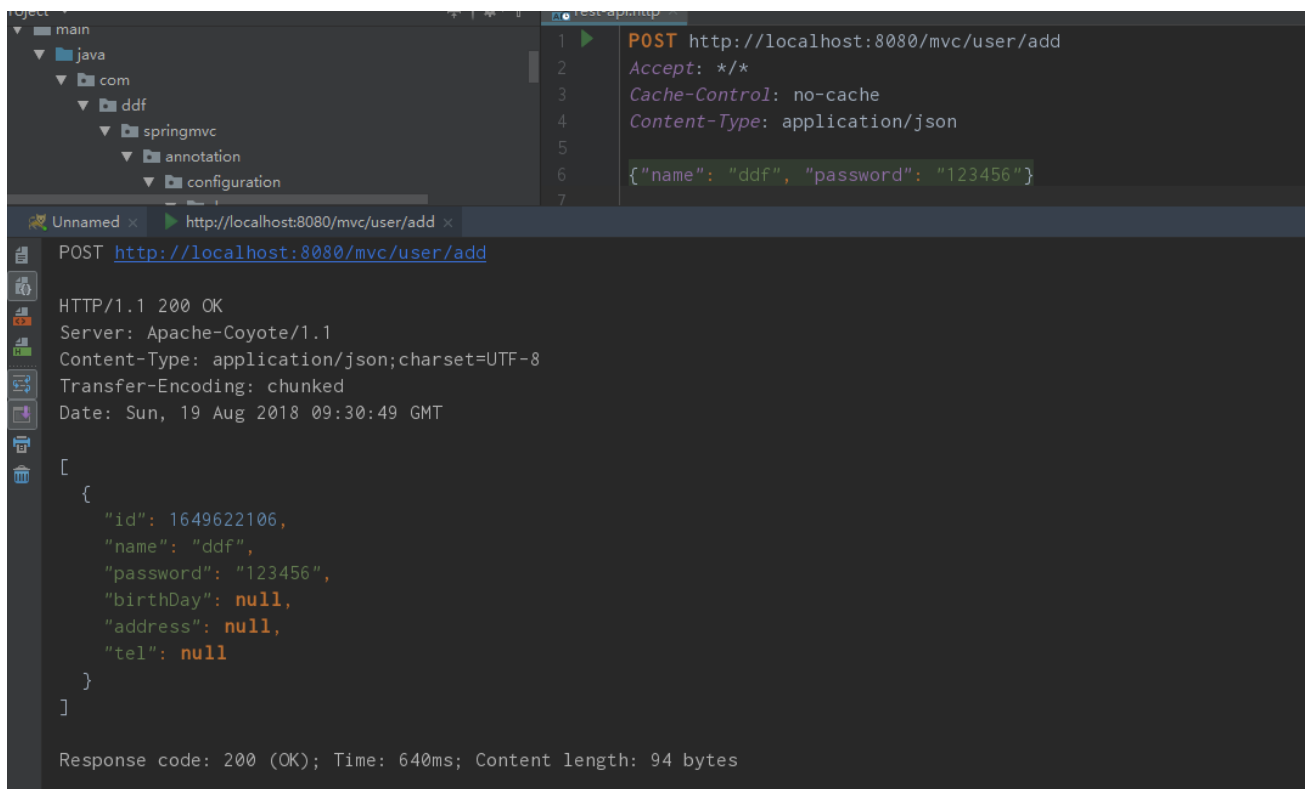 main
java
com
ddf
springmvc
annotation
configuration
1 POST http://localhost:8080/mvc/user/add
2 Accept: */*
3 Cache-Control: no-cache
4 Content-Type: application/json
5
6 {"name": "ddf", "password": "123456"}
7
Unnamed × http://localhost:8080/mvc/user/add ×
POST http://localhost:8080/mvc/user/add
HTTP/1.1 200 OK
Server: Apache-Coyote/1.1
Content-Type: application/json;charset=UTF-8
Transfer-Encoding: chunked
Date: Sun, 19 Aug 2018 09:30:49 GMT
[
{
"id": 1649622106,
"name": "ddf",
"password": "123456",
"birthDay": null,
"address": null,
"tel": null
}
]
Response code: 200 (OK); Time: 640ms; Content length: 94 bytes